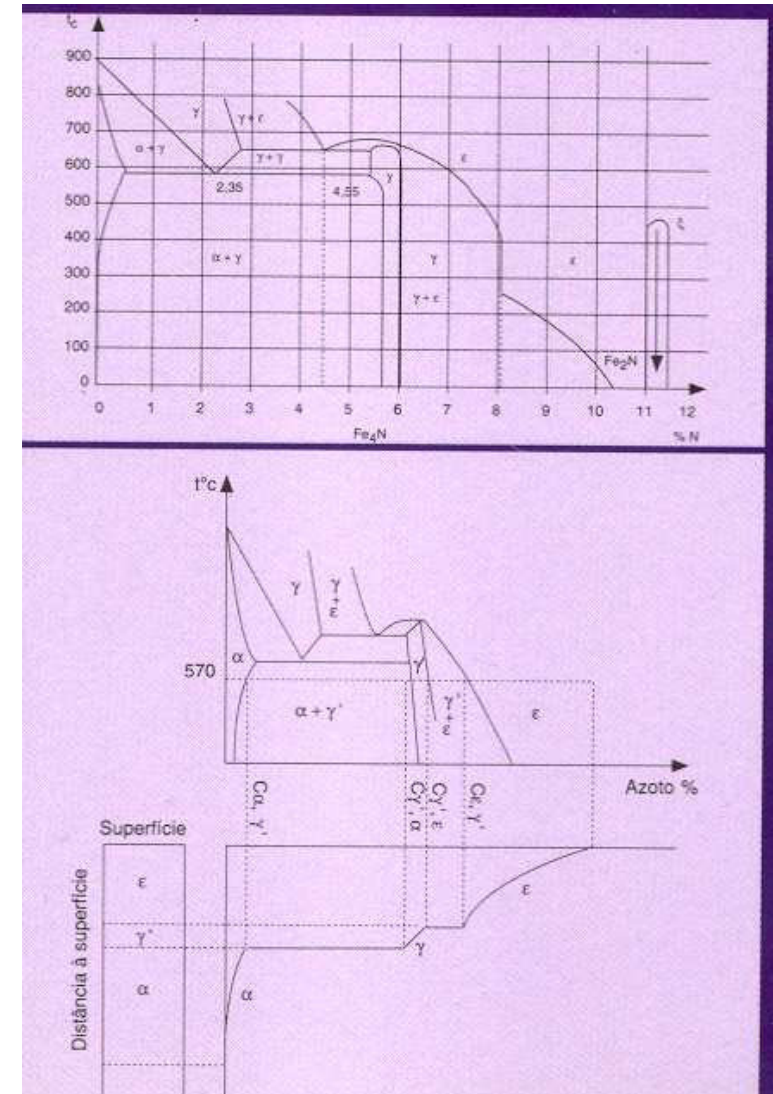 t°c
900
800
700
600
500
400
300
200
100
0
γ
γ+ε
α+γ
γ+γ
γ
ε
2,35
4,55
α+γ
γ
ε
ξ
γ+ε
Fe₂N
0 1 2 3 4 5 6 7 8 9 10 11 12
Fe₄N
% N
t°c
γ
γ
+
ε
α
γ
570
α+γ'
γ'
+
ε
ε
Azoto %
Cα,γ'
Cγ',α
Cγ',ε
Cε,γ'
Superfície
Distância à superfície
ε
γ'
α
ε
γ
α